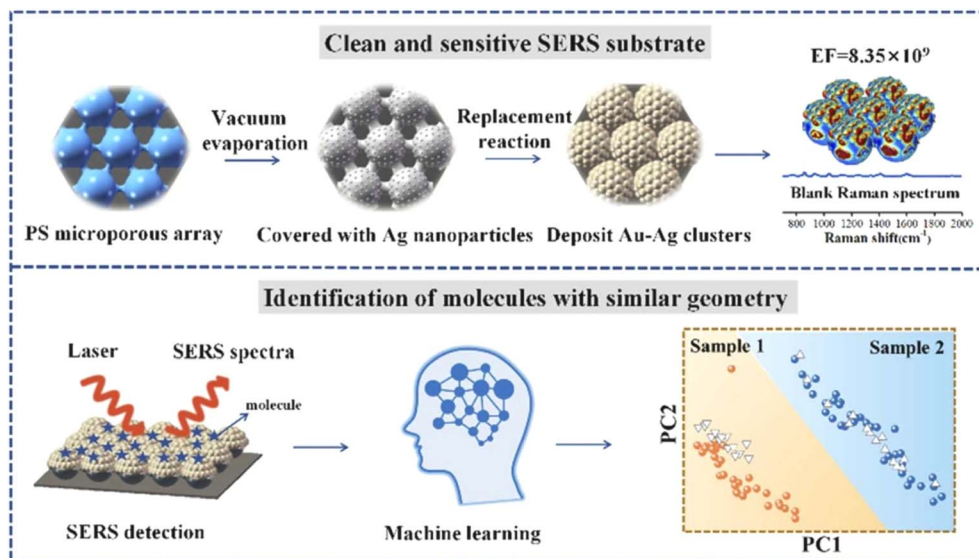 Clean and sensitive SERS substrate
EF=8.35×10⁹
Vacuum
evaporation
Replacement
reaction
Blank Raman spectrum
800 1000 1200 1400 1600 1800 2000
Raman shift(cm⁻¹)
PS microporous array
Covered with Ag nanoparticles
Deposit Au-Ag clusters
Identification of molecules with similar geometry
Laser
SERS spectra
molecule
SERS detection
Machine learning
Sample 1
Sample 2
PC2
PC1